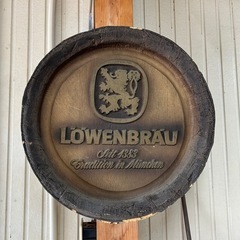 LÖWENBRÄU
Seit 1383
Tradition in München